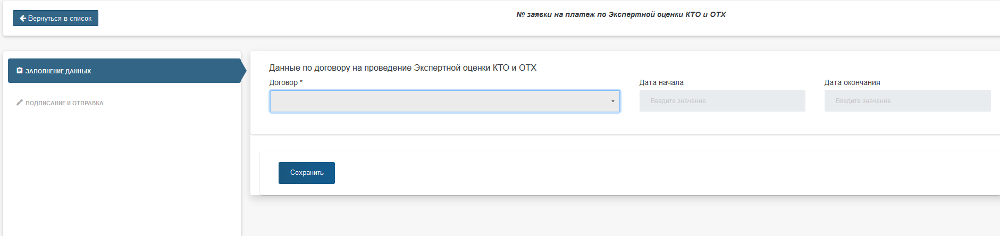 Вернуться в список
№ заявки на платеж по Экспертной оценки КТО и ОТХ
ЗАПОЛНЕНИЕ ДАННЫХ
ПОДПИСАНИЕ И ОТПРАВКА
Данные по договору на проведение Экспертной оценки КТО и ОТХ
Договор *
Дата начала
Дата окончания
Введите значение
Введите значение
Сохранить